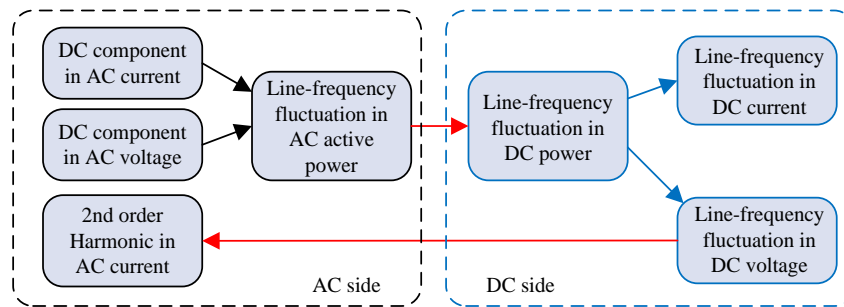 DC component
in AC current
DC component
in AC voltage
2nd order
Harmonic in
AC current
Line-frequency
fluctuation in
AC active
power
AC side
Line-frequency
fluctuation in
DC power
Line-frequency
fluctuation in
DC current
Line-frequency
fluctuation in
DC voltage
DC side